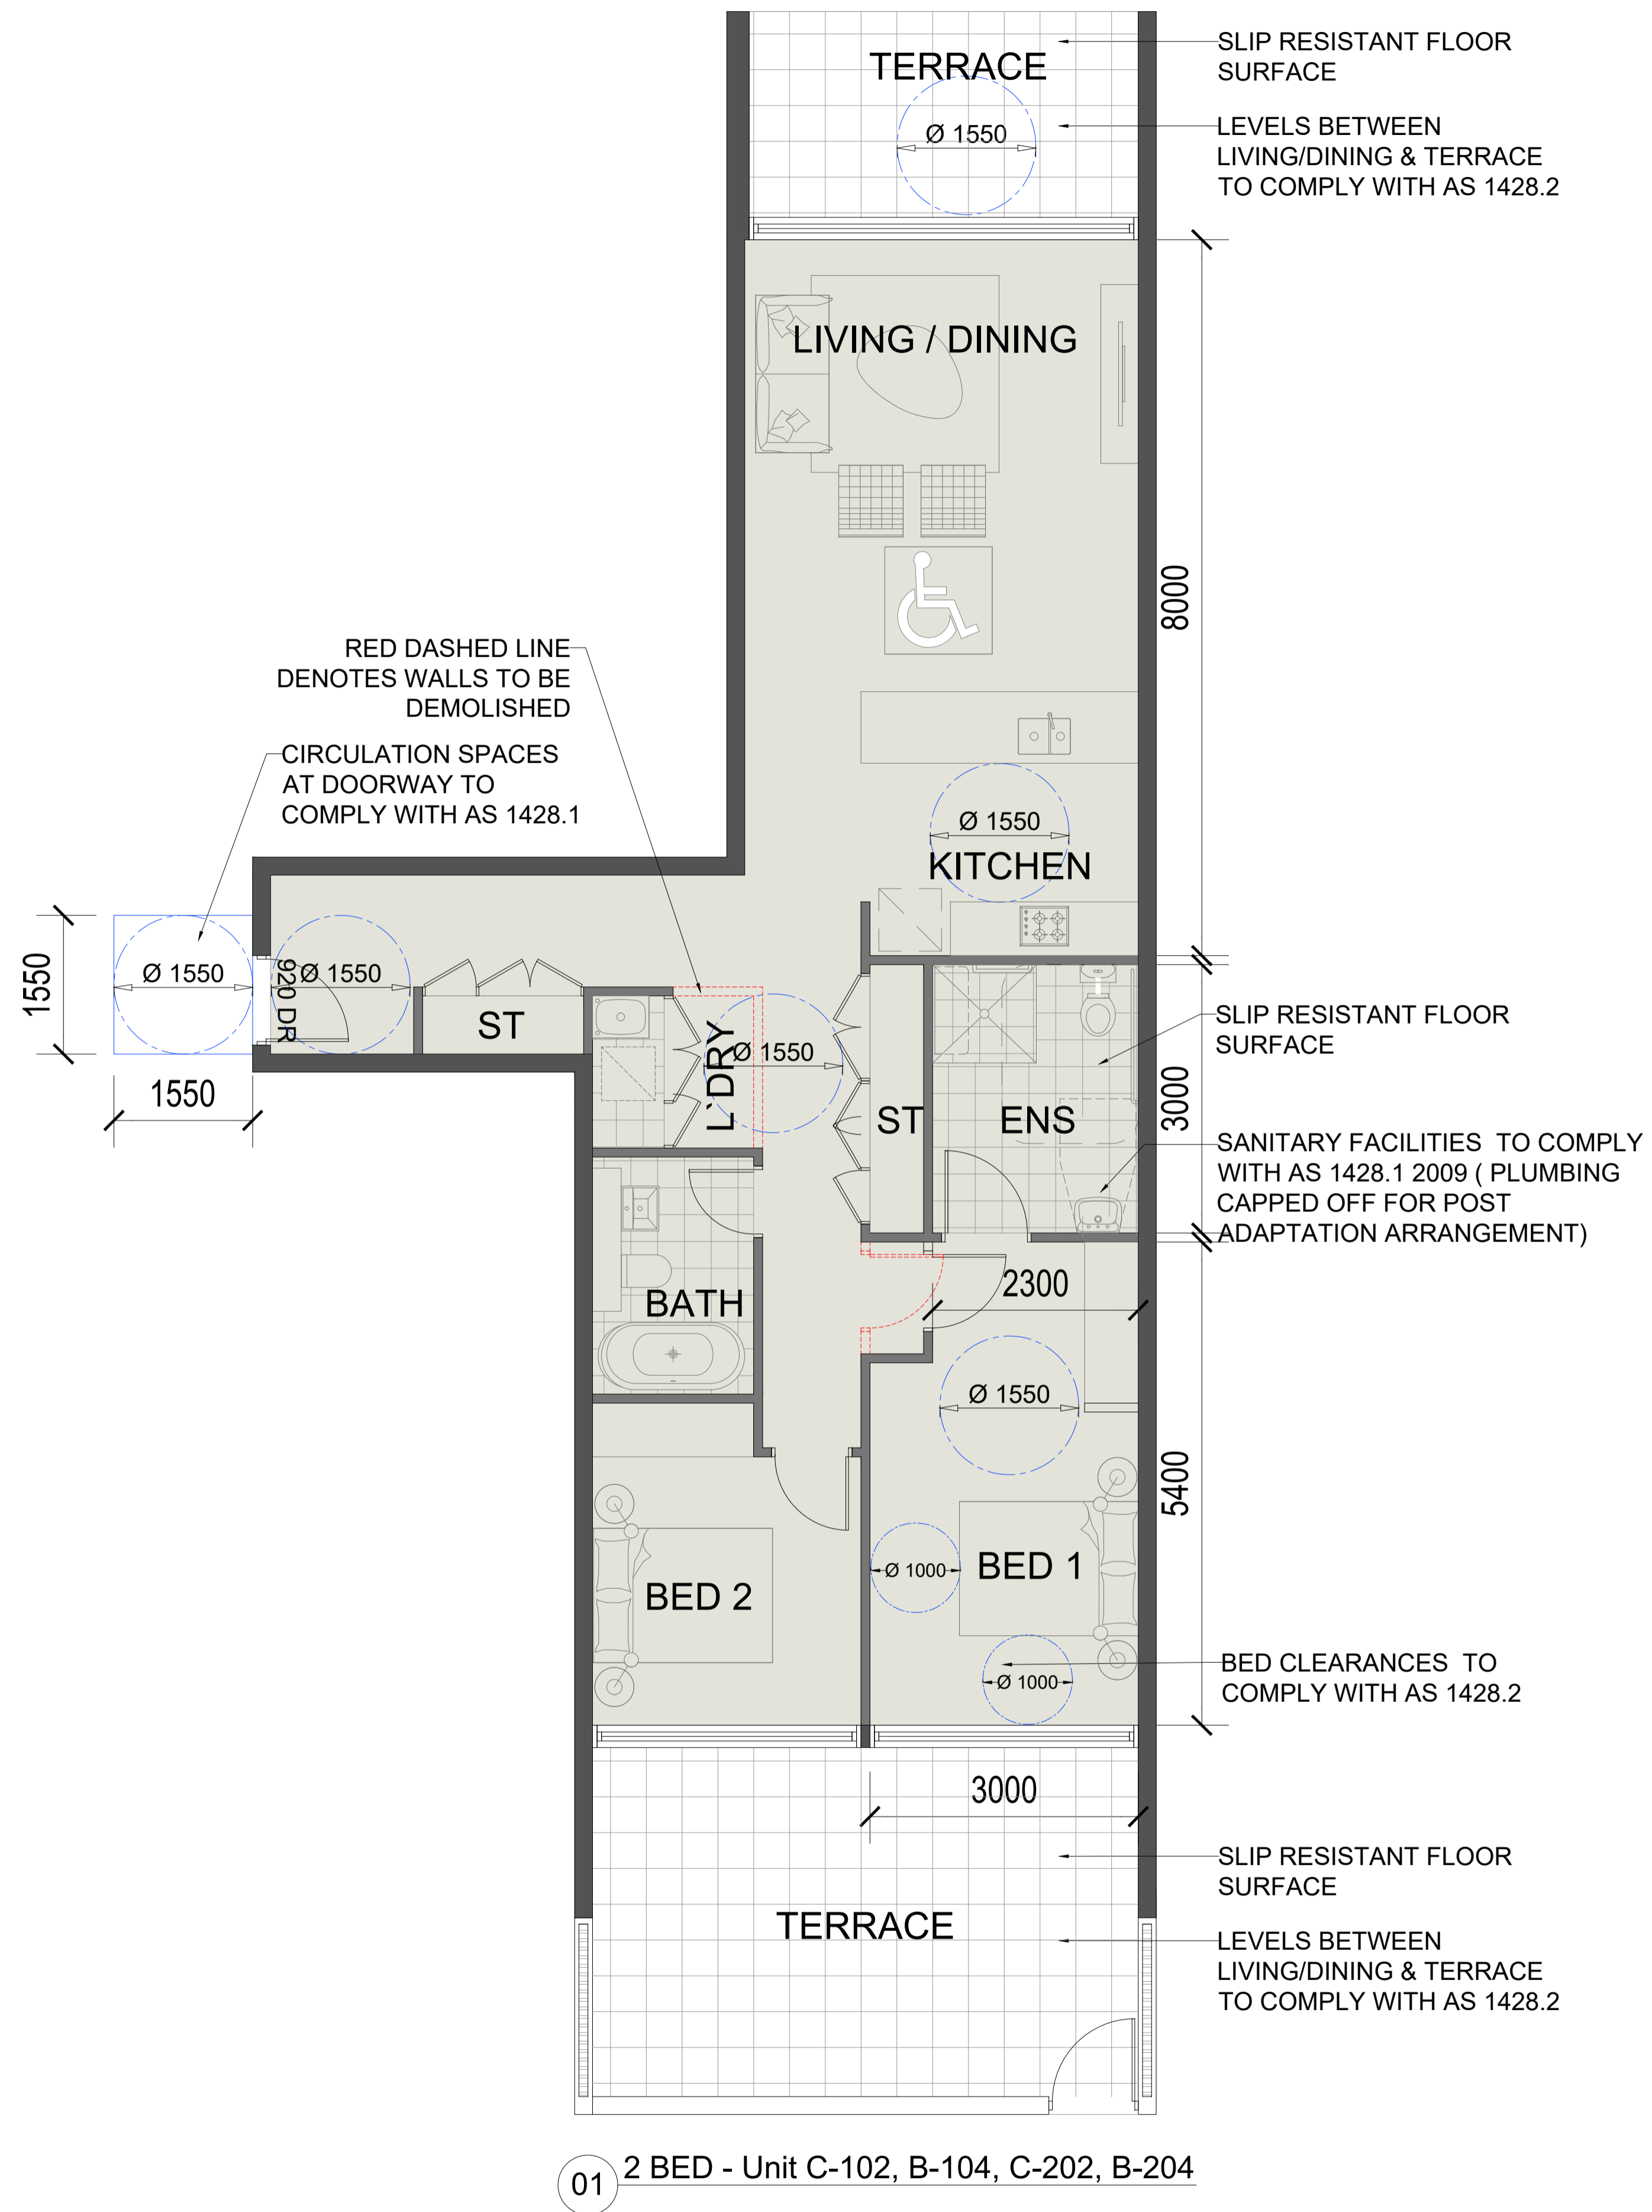 TERRACE
Ø 1550
SLIP RESISTANT FLOOR
SURFACE
LEVELS BETWEEN
LIVING/DINING & TERRACE
TO COMPLY WITH AS 1428.2
LIVING / DINING
8000
RED DASHED LINE
DENOTES WALLS TO BE
DEMOLISHED
CIRCULATION SPACES
AT DOORWAY TO
COMPLY WITH AS 1428.1
Ø 1550
KITCHEN
1550
Ø 1550
920 DR
Ø 1550
1550
ST
L`DRY
Ø 1550
ST
ENS
3000
SLIP RESISTANT FLOOR
SURFACE
SANITARY FACILITIES TO COMPLY
WITH AS 1428.1 2009 ( PLUMBING
CAPPED OFF FOR POST
ADAPTATION ARRANGEMENT)
BATH
2300
Ø 1550
5400
Ø 1000
BED 1
BED 2
Ø 1000
BED CLEARANCES TO
COMPLY WITH AS 1428.2
3000
SLIP RESISTANT FLOOR
SURFACE
TERRACE
LEVELS BETWEEN
LIVING/DINING & TERRACE
TO COMPLY WITH AS 1428.2
01 2 BED - Unit C-102, B-104, C-202, B-204